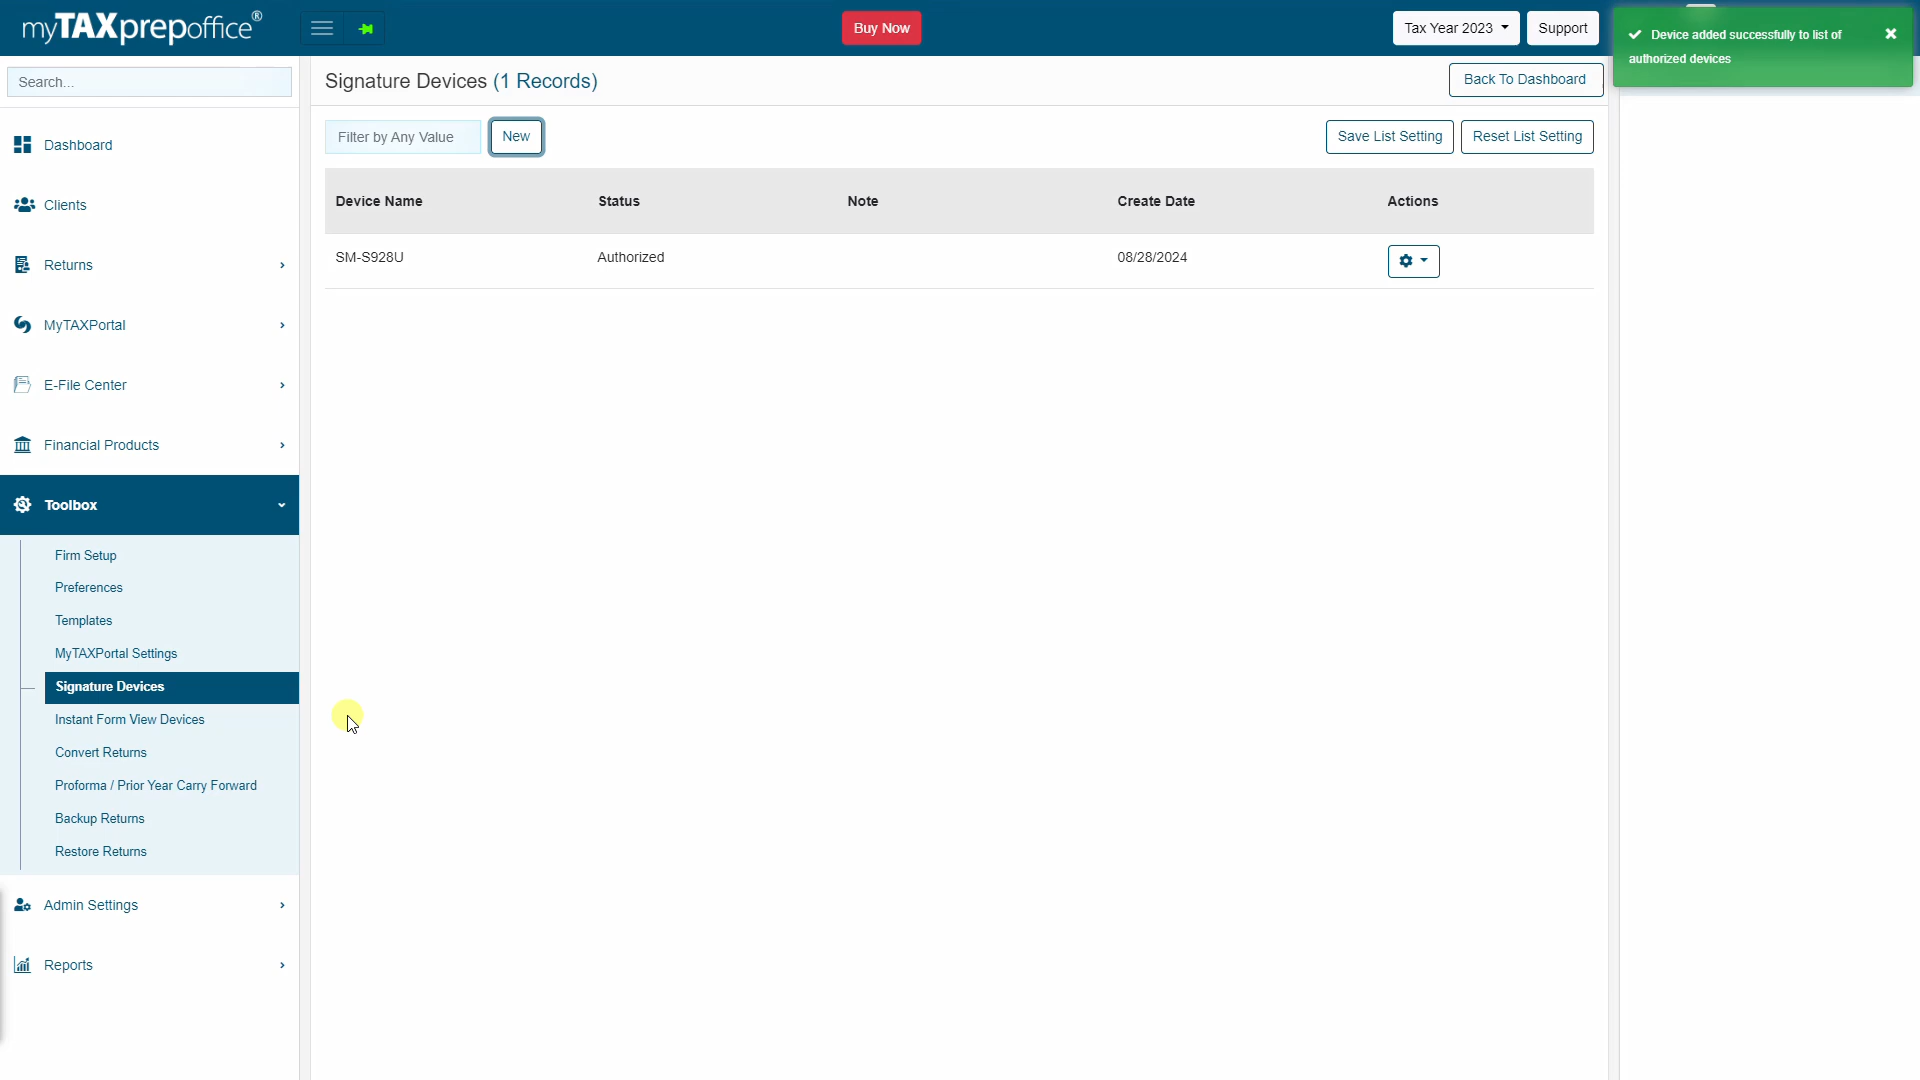 myTAXprepoffice®
Buy Now
Tax Year 2023
Support
Device added successfully to list of
authorized devices
Search...
Signature Devices (1 Records)
Back To Dashboard
Filter by Any Value
New
Save List Setting
Reset List Setting
Device Name Status Note Create Date Actions
SM-S928U Authorized 08/28/2024
Dashboard
Clients
Returns
MyTAXPortal
E-File Center
Financial Products
Toolbox
Firm Setup
Preferences
Templates
MyTAXPortal Settings
Signature Devices
Instant Form View Devices
Convert Returns
Proforma / Prior Year Carry Forward
Backup Returns
Restore Returns
Admin Settings
Reports